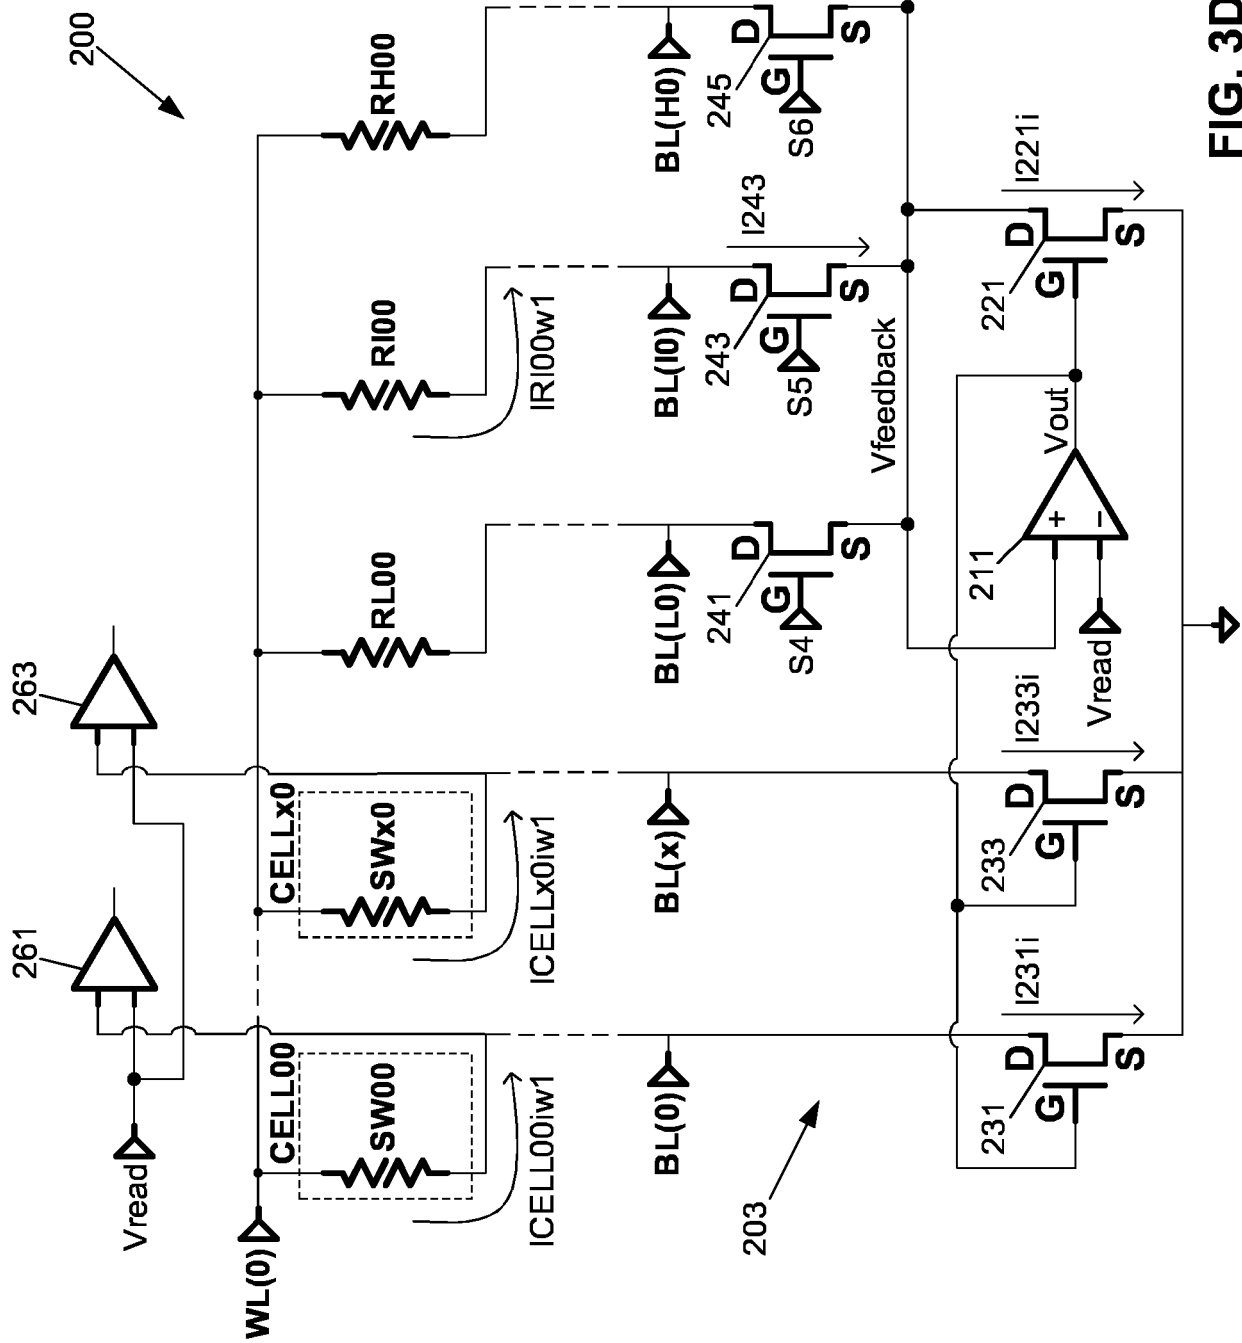 200
263
261
Vread
WL(0)
CELL00
SW00
ICELL00iw1
CELLx0
SWx0
ICELLx0iw1
RL00
RI00
IRI00w1
RH00
BL(0)
BL(x)
BL(L0)
BL(I0)
BL(H0)
203
241
D
G
S
S4
243
D
G
S
S5
I243
245
D
G
S
S6
Vfeedback
211
+
–
Vout
Vread
231
D
G
S
I231i
233
D
G
S
I233i
221
D
G
S
I221i
FIG. 3D